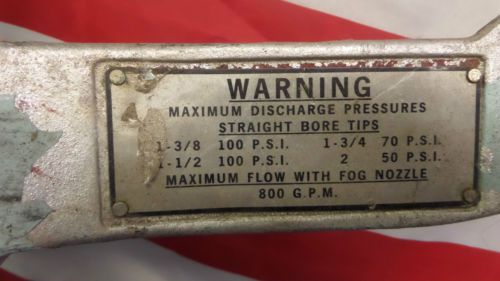 WARNING
MAXIMUM DISCHARGE PRESSURES
STRAIGHT BORE TIPS
1-3/8 100 P.S.I. 1-3/4 70 P.S.I.
1-1/2 100 P.S.I. 2 50 P.S.I.
MAXIMUM FLOW WITH FOG NOZZLE
800 G.P.M.